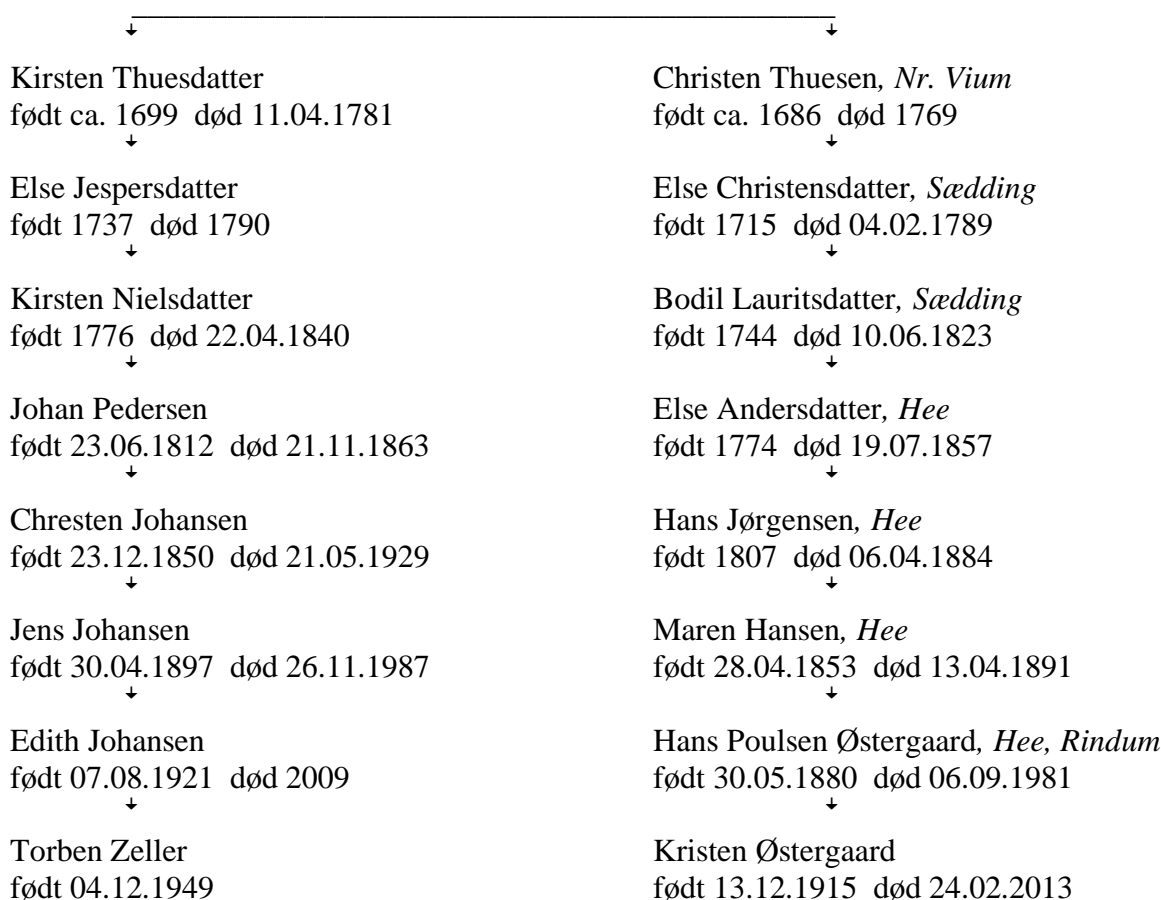 Kirsten Thuesdatter
født ca. 1699 død 11.04.1781
Else Jespersdatter
født 1737 død 1790
Kirsten Nielsdatter
født 1776 død 22.04.1840
Johan Pedersen
født 23.06.1812 død 21.11.1863
Chresten Johansen
født 23.12.1850 død 21.05.1929
Jens Johansen
født 30.04.1897 død 26.11.1987
Edith Johansen
født 07.08.1921 død 2009
Torben Zeller
født 04.12.1949
Christen Thuesen, Nr. Vium
født ca. 1686 død 1769
Else Christensdatter, Sædding
født 1715 død 04.02.1789
Bodil Lauritsdatter, Sædding
født 1744 død 10.06.1823
Else Andersdatter, Hee
født 1774 død 19.07.1857
Hans Jørgensen, Hee
født 1807 død 06.04.1884
Maren Hansen, Hee
født 28.04.1853 død 13.04.1891
Hans Poulsen Østergaard, Hee, Rindum
født 30.05.1880 død 06.09.1981
Kristen Østergaard
født 13.12.1915 død 24.02.2013